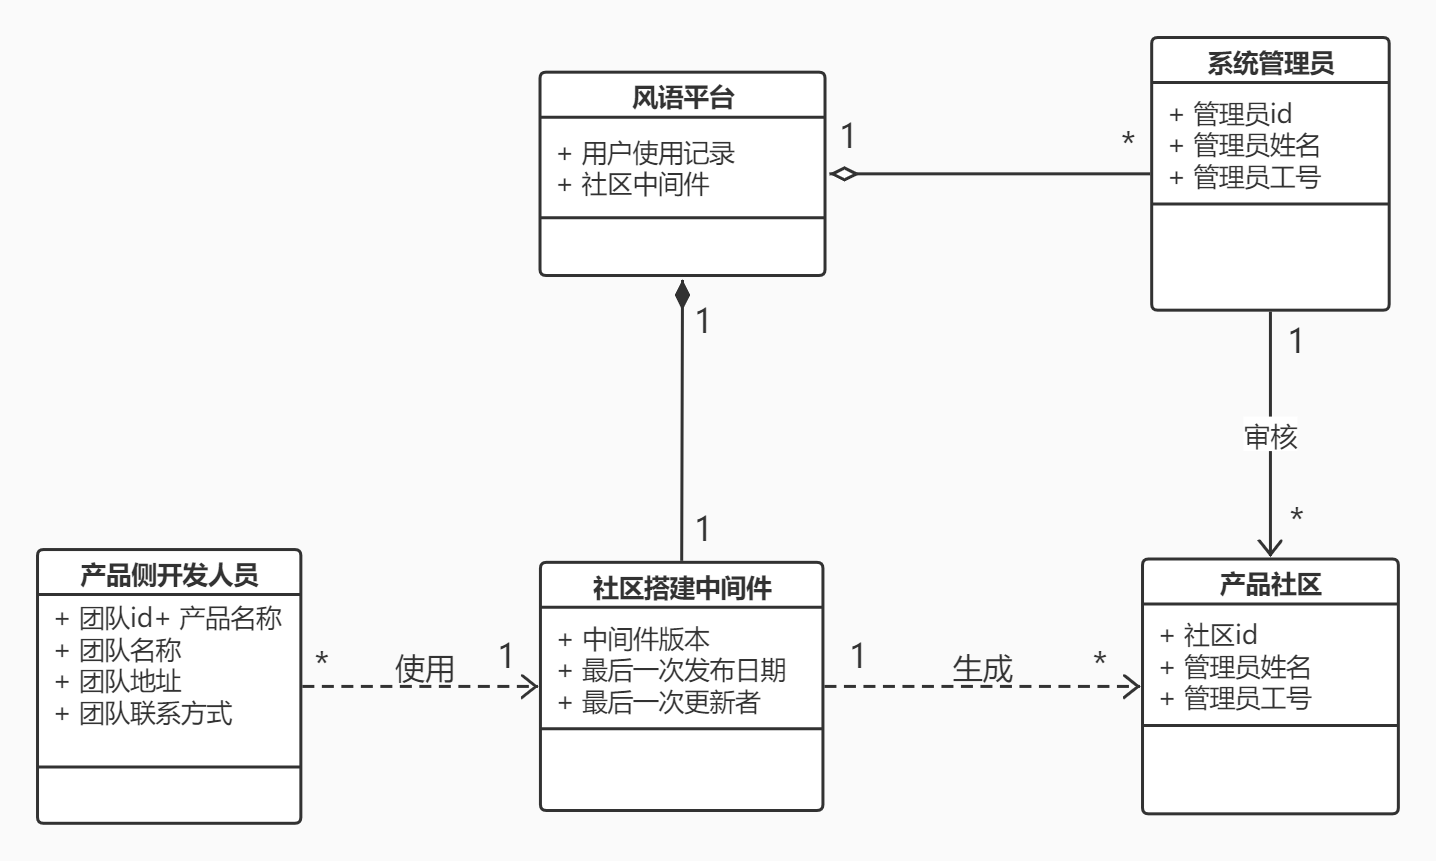 系统管理员
+ 管理员id
+ 管理员姓名
+ 管理员工号
风语平台
+ 用户使用记录
+ 社区中间件
1
*
1
1
审核
*
1
产品侧开发人员
+ 团队id+ 产品名称
+ 团队名称
+ 团队地址
+ 团队联系方式
*
使用
1
社区搭建中间件
+ 中间件版本
+ 最后一次发布日期
+ 最后一次更新者
1
生成
*
产品社区
+ 社区id
+ 管理员姓名
+ 管理员工号